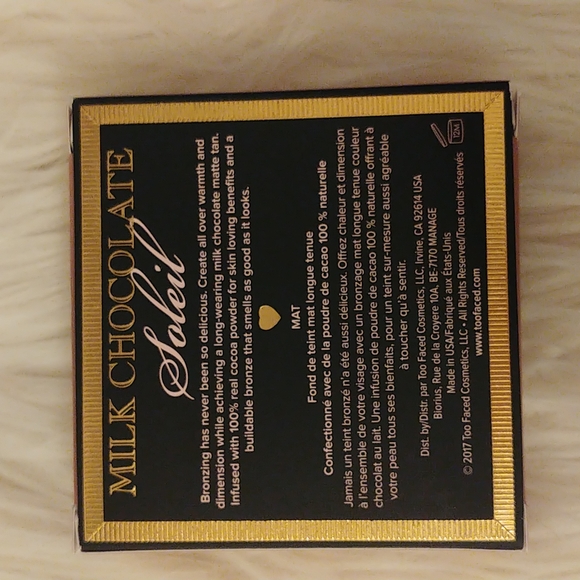 MILK CHOCOLATE
Soleil
Bronzing has never been so delicious. Create all over warmth and
dimension while achieving a long-wearing milk chocolate matte tan.
Infused with 100% real cocoa powder for skin loving benefits and a
buildable bronze that smells as good as it looks.
MAT
Fond de teint mat longue tenue
Confectionné avec de la poudre de cacao 100 % naturelle
Jamais un teint bronzé n'a été aussi délicieux. Offrez chaleur et dimension
à l'ensemble de votre visage avec un bronzage mat longue tenue couleur
chocolat au lait. Une infusion de poudre de cacao 100 % naturelle offrant à
votre peau tous ses bienfaits, pour un teint sur-mesure aussi agréable
à toucher qu'à sentir.
Dist. by/Distr. par Too Faced Cosmetics, LLC, Irvine, CA 92614 USA
Biorius, Rue de la Croyere 10A, BE-7170 MANAGE
Made in USA/Fabriqué aux États-Unis
© 2017 Too Faced Cosmetics, LLC • All Rights Reserved/Tous droits réservés
www.toofaced.com
12M